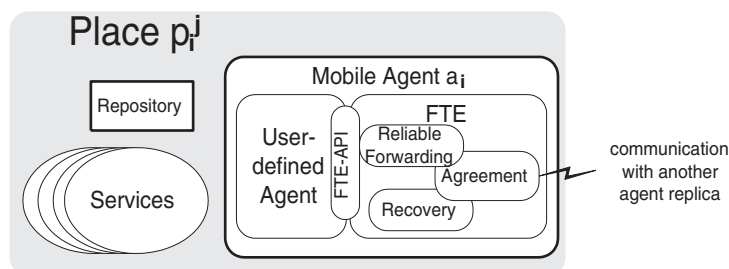 Place pij
Repository
Services
Mobile Agent ai
User-
defined
Agent
FTE-API
FTE
Reliable
Forwarding
Agreement
Recovery
communication
with another
agent replica